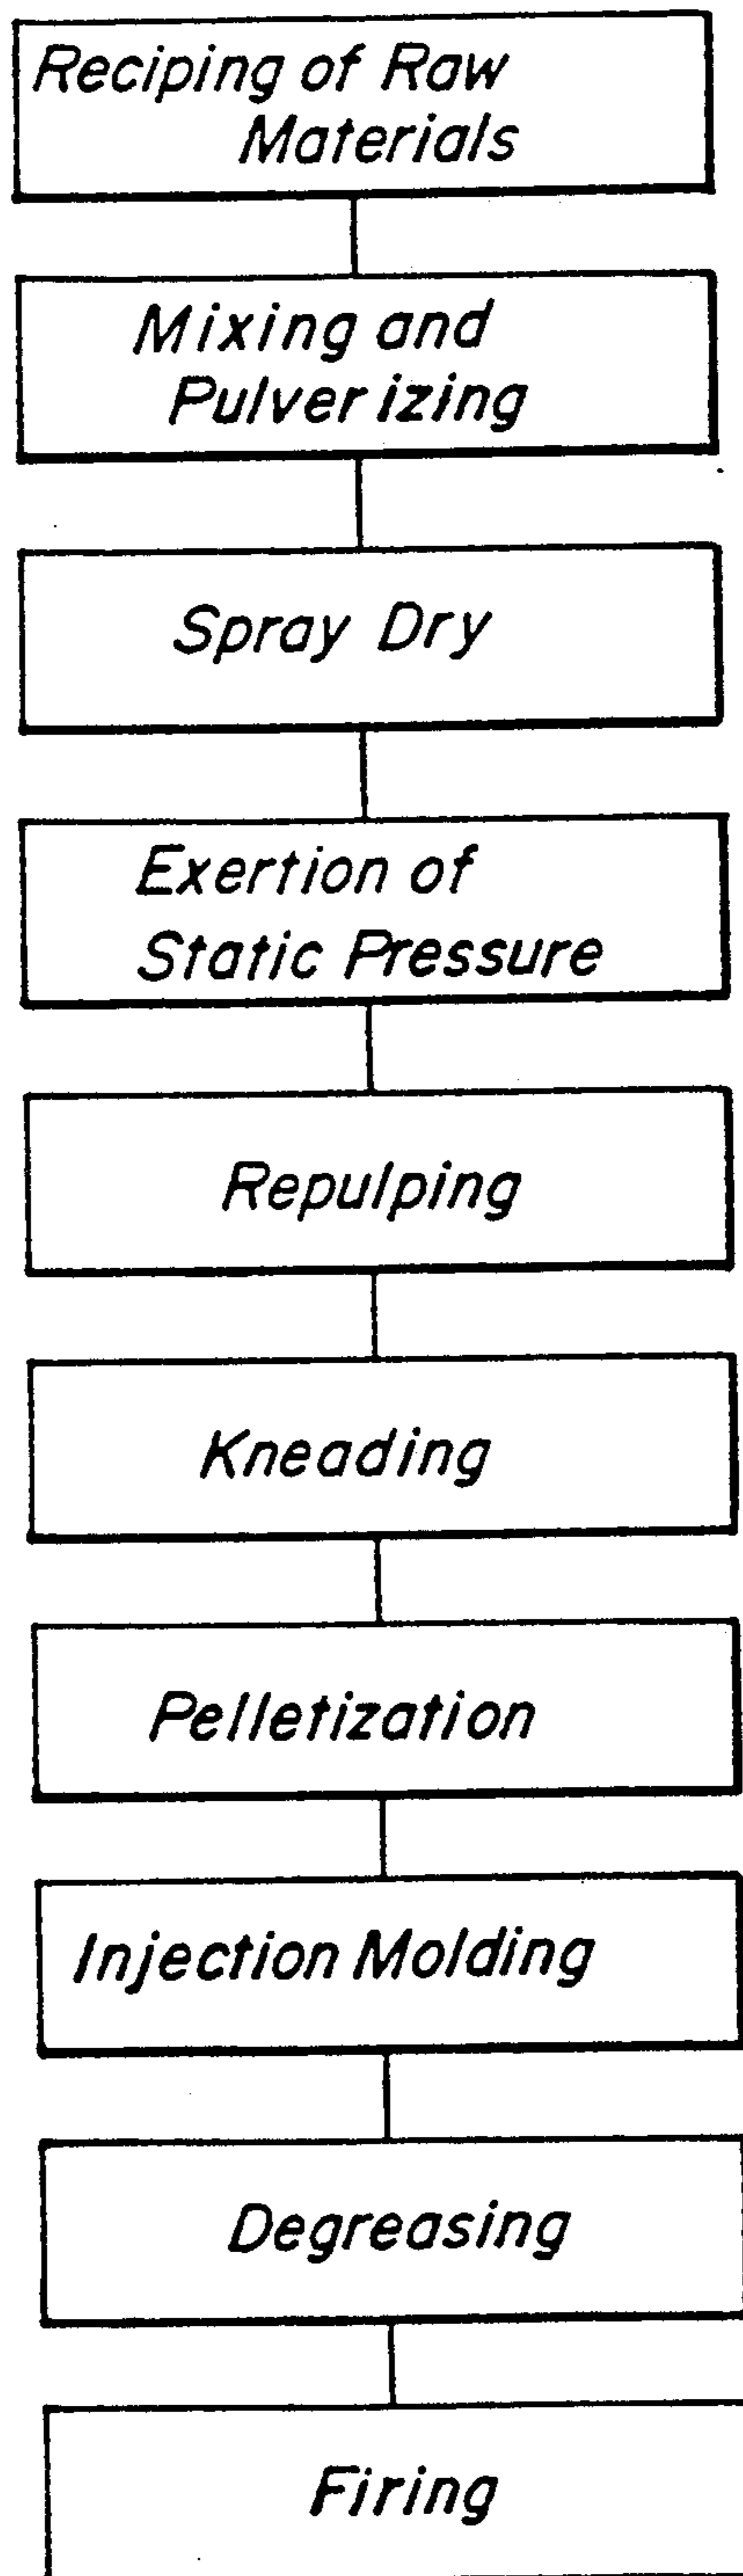 Reciping of Raw
Materials
Mixing and
Pulverizing
Spray Dry
Exertion of
Static Pressure
Repulping
Kneading
Pelletization
Injection Molding
Degreasing
Firing